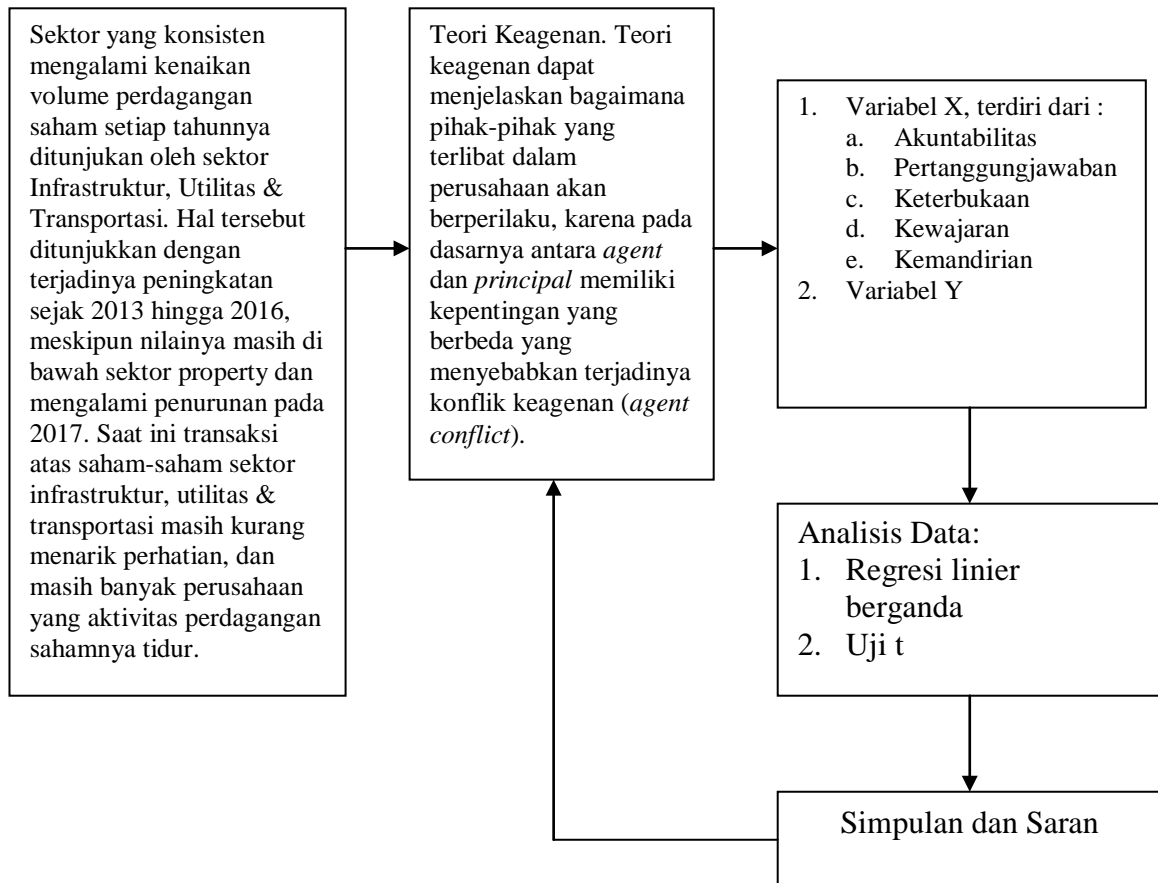 Sektor yang konsisten
mengalami kenaikan
volume perdagangan
saham setiap tahunnya
ditunjukan oleh sektor
Infrastruktur, Utilitas &
Transportasi. Hal tersebut
ditunjukkan dengan
terjadinya peningkatan
sejak 2013 hingga 2016,
meskipun nilainya masih di
bawah sektor property dan
mengalami penurunan pada
2017. Saat ini transaksi
atas saham-saham sektor
infrastruktur, utilitas &
transportasi masih kurang
menarik perhatian, dan
masih banyak perusahaan
yang aktivitas perdagangan
sahamnya tidur.
Teori Keagenan. Teori
keagenan dapat
menjelaskan bagaimana
pihak-pihak yang
terlibat dalam
perusahaan akan
berperilaku, karena pada
dasarnya antara agent
dan principal memiliki
kepentingan yang
berbeda yang
menyebabkan terjadinya
konflik keagenan (agent
conflict).
1. Variabel X, terdiri dari :
a. Akuntabilitas
b. Pertanggungjawaban
c. Keterbukaan
d. Kewajaran
e. Kemandirian
2. Variabel Y
Analisis Data:
1. Regresi linier
berganda
2. Uji t
Simpulan dan Saran